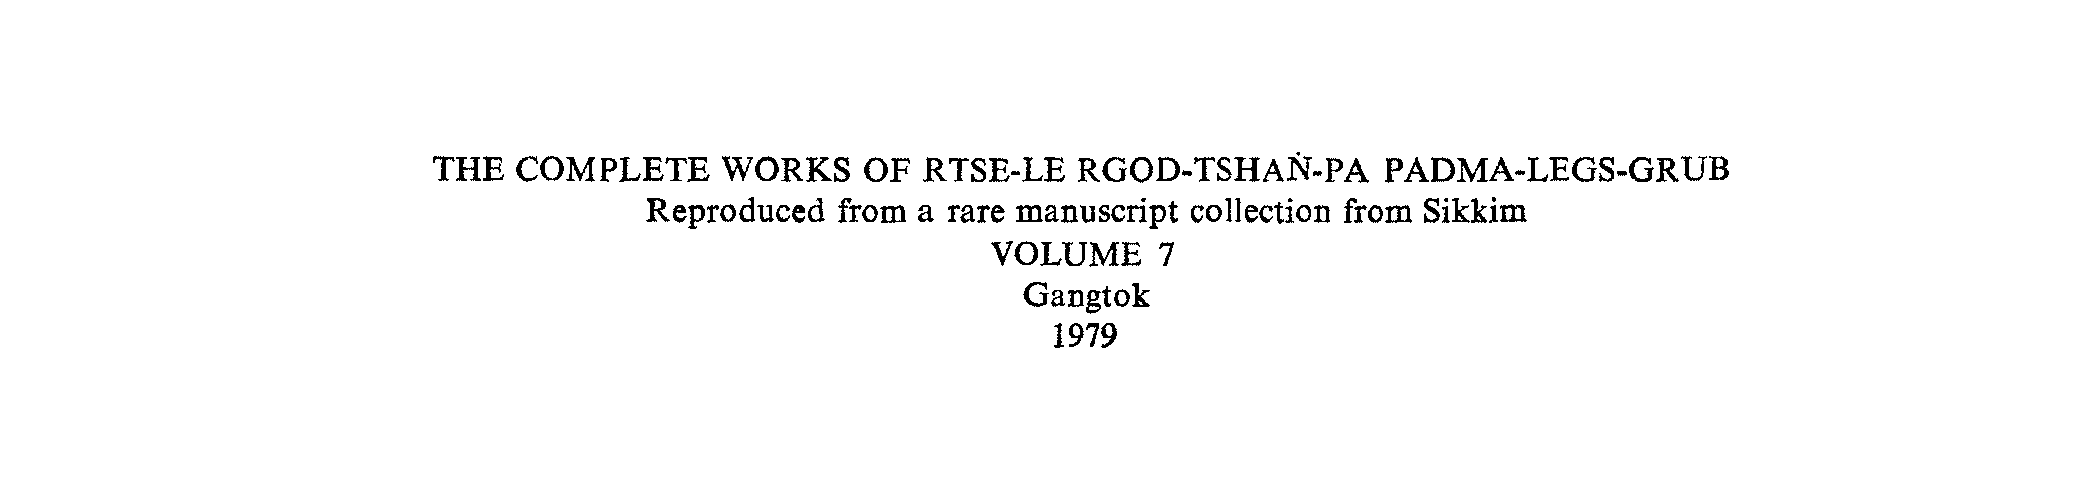 THE COMPLETE WORKS OF RTSE-LE RGOD-TSHAṄ-PA PADMA-LEGS-GRUB
Reproduced from a rare manuscript collection from Sikkim
VOLUME 7
Gangtok
1979